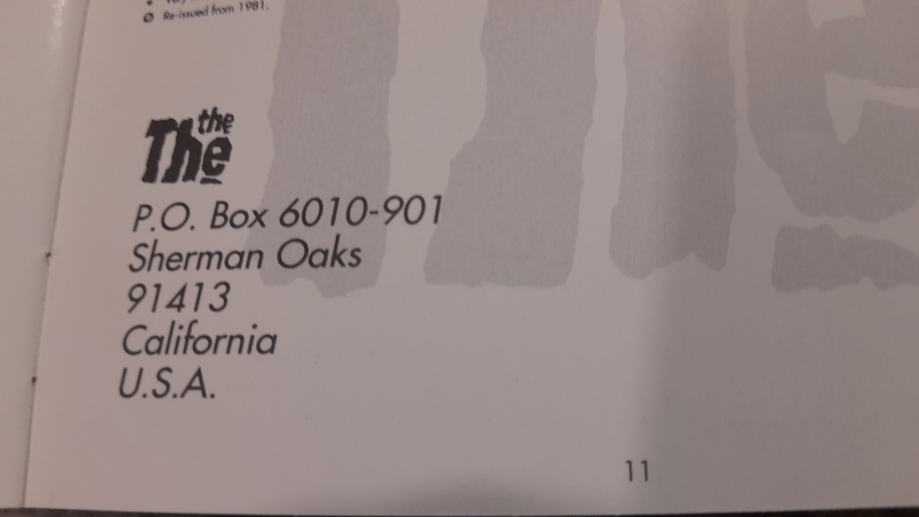 Ø Re-issued from 1981.
the
The
P.O. Box 6010-901
Sherman Oaks
91413
California
U.S.A.
11